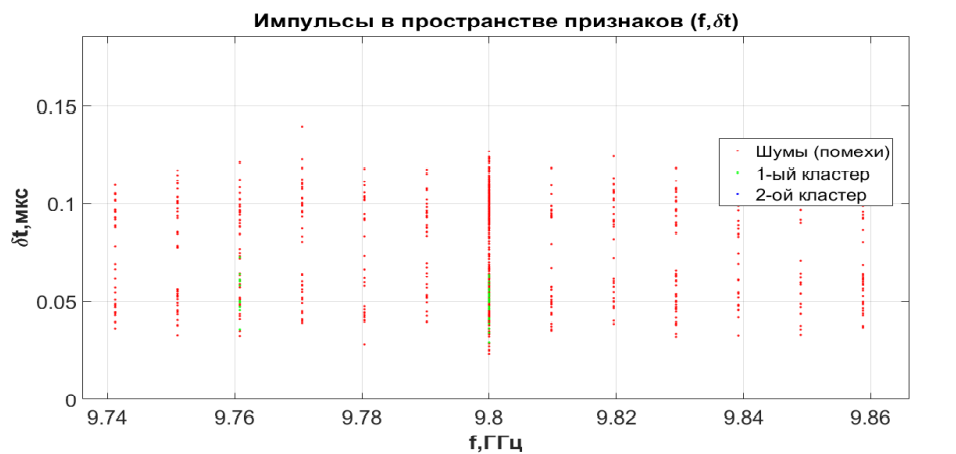 Импульсы в пространстве признаков (f,δt)
0.15
0.1
0.05
0
δt,мкс
Шумы (помехи)
1-ый кластер
2-ой кластер
9.74 9.76 9.78 9.8 9.82 9.84 9.86
f,ГГц